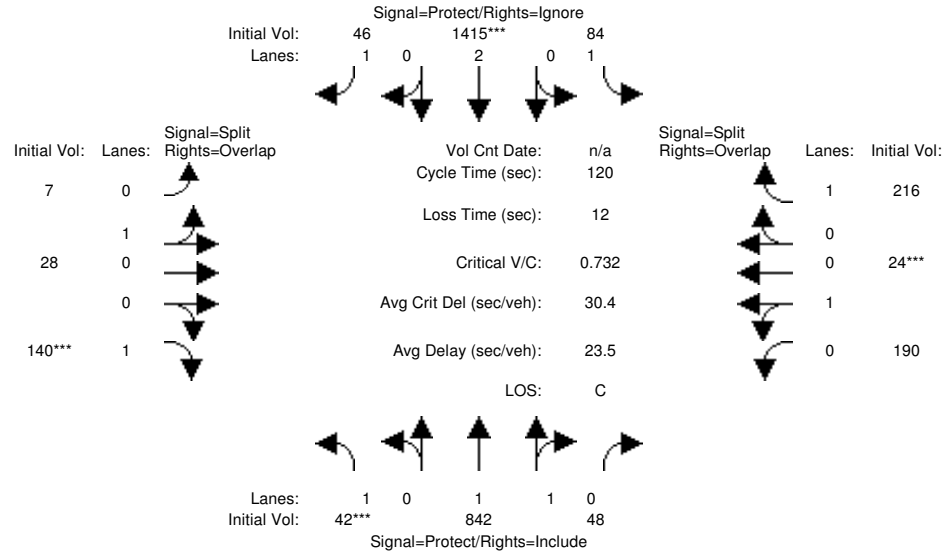 Signal=Protect/Rights=Ignore
Initial Vol: 46 1415*** 84
Lanes: 1 0 2 0 1
Signal=Split Signal=Split
Initial Vol: Lanes: Rights=Overlap Vol Cnt Date: n/a Rights=Overlap Lanes: Initial Vol:
Cycle Time (sec): 120
7 0 1 216
Loss Time (sec): 12
1 0
28 0 Critical V/C: 0.732 0 24***
0 Avg Crit Del (sec/veh): 30.4 1
140*** 1 Avg Delay (sec/veh): 23.5 0 190
LOS: C
Lanes: 1 0 1 1 0
Initial Vol: 42*** 842 48
Signal=Protect/Rights=Include